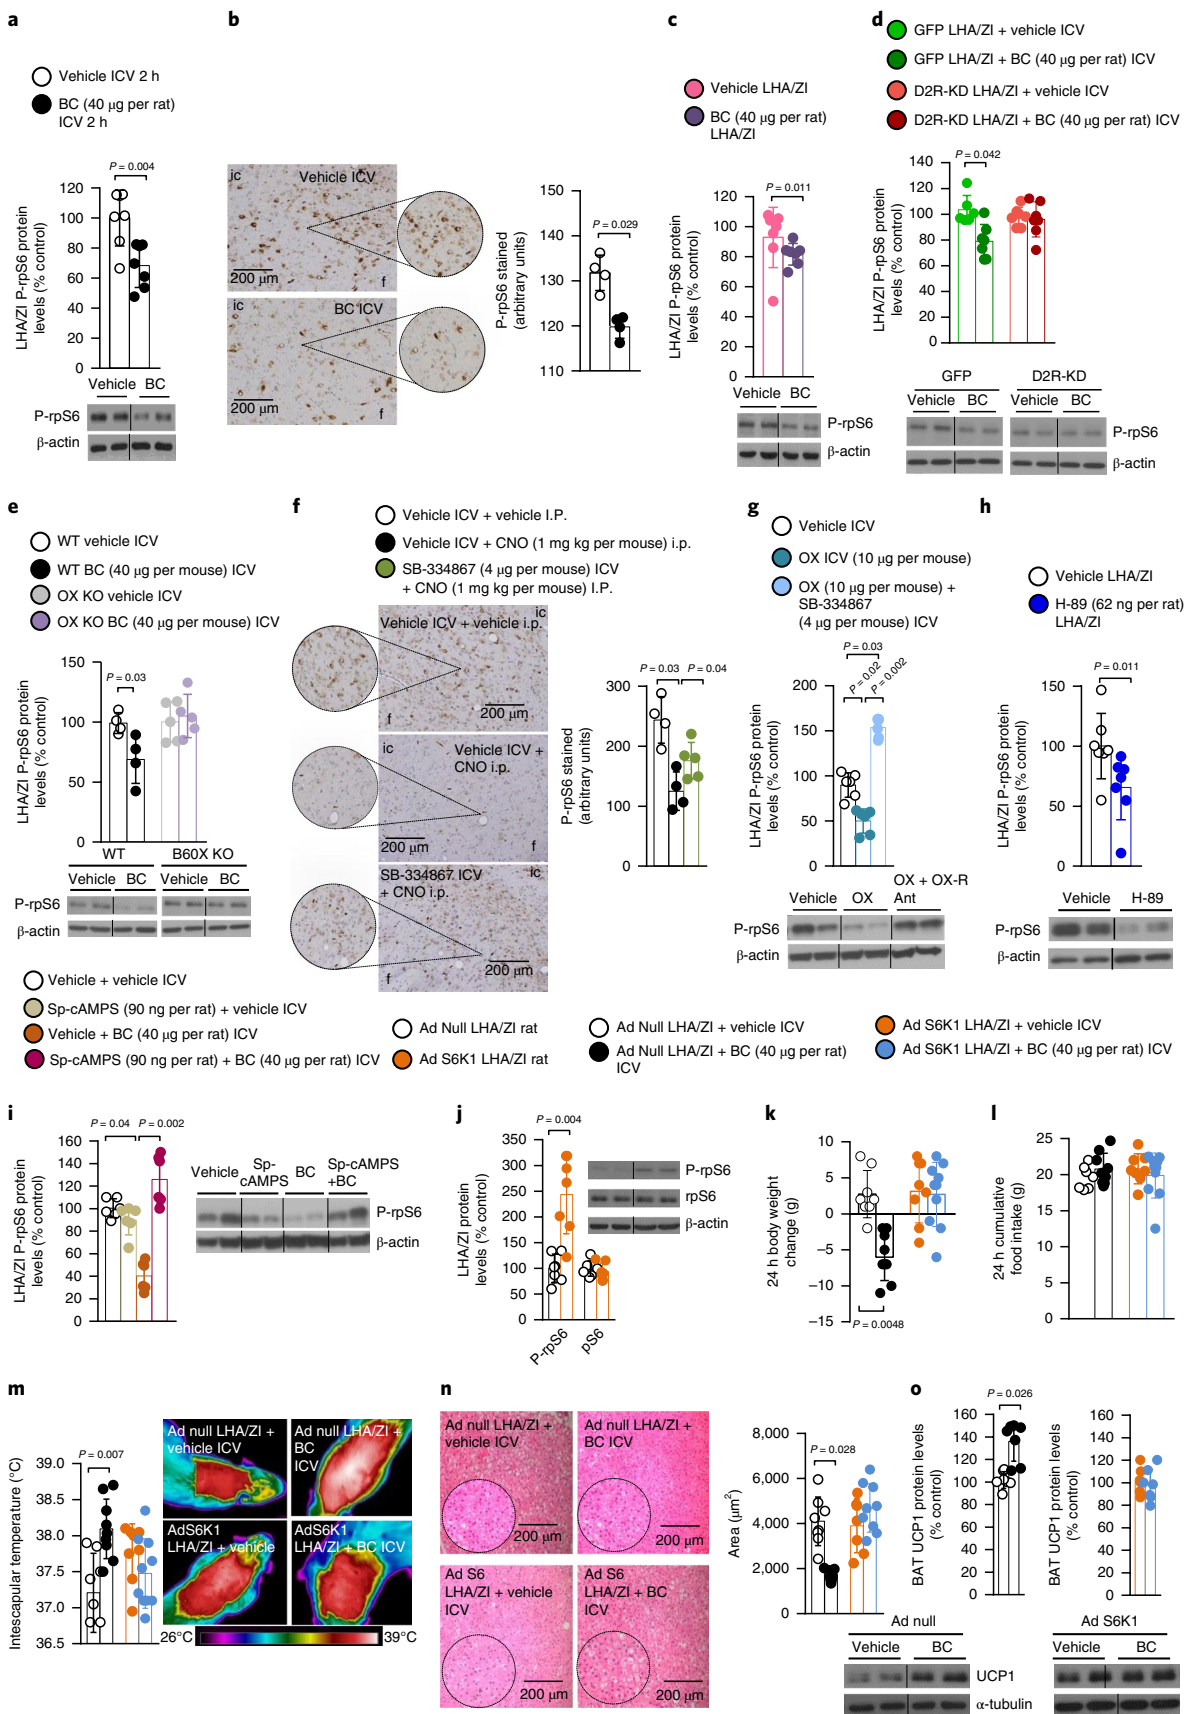 a
Vehicle ICV 2 h
BC (40 μg per rat)
ICV 2 h
P = 0.004
LHA/ZI P-rpS6 protein
levels (% control)
120
100
80
60
40
20
0
Vehicle BC
P-rpS6
β-actin
b
ic
Vehicle ICV
200 μm
f
ic
BC ICV
200 μm
f
P-rpS6 stained
(arbitrary units)
150
140
130
120
110
P = 0.029
c
Vehicle LHA/ZI
BC (40 μg per rat)
LHA/ZI
P = 0.011
LHA/ZI P-rpS6 protein
levels (% control)
120
100
80
60
40
20
0
Vehicle BC
P-rpS6
β-actin
d
GFP LHA/ZI + vehicle ICV
GFP LHA/ZI + BC (40 μg per rat) ICV
D2R-KD LHA/ZI + vehicle ICV
D2R-KD LHA/ZI + BC (40 μg per rat) ICV
P = 0.042
LHA/ZI P-rpS6 protein
levels (% control)
140
120
100
80
60
40
20
0
GFP D2R-KD
Vehicle BC Vehicle BC
P-rpS6
β-actin
e
WT vehicle ICV
WT BC (40 μg per mouse) ICV
OX KO vehicle ICV
OX KO BC (40 μg per mouse) ICV
P = 0.03
LHA/ZI P-rpS6 protein
levels (% control)
150
100
50
0
WT B60X KO
Vehicle BC Vehicle BC
P-rpS6
β-actin
f
Vehicle ICV + vehicle I.P.
Vehicle ICV + CNO (1 mg kg per mouse) i.p.
SB-334867 (4 μg per mouse) ICV
+ CNO (1 mg kg per mouse) I.P.
ic
Vehicle ICV + vehicle i.p.
200 μm
f
ic
Vehicle ICV +
CNO i.p.
200 μm
f
SB-334867 ICV
+ CNO i.p.
ic
200 μm
f
P-rpS6 stained
(arbitrary units)
300
200
100
0
P = 0.03 P = 0.04
g
Vehicle ICV
OX ICV (10 μg per mouse)
OX (10 μg per mouse) +
SB-334867
(4 μg per mouse) ICV
P = 0.03
P = 0.02
P = 0.002
LHA/ZI P-rpS6 protein
levels (% control)
200
150
100
50
0
Vehicle OX OX + OX-R
Ant
P-rpS6
β-actin
h
Vehicle LHA/ZI
H-89 (62 ng per rat)
LHA/ZI
P = 0.011
LHA/ZI P-rpS6 protein
levels (% control)
150
100
50
0
Vehicle H-89
P-rpS6
β-actin
Vehicle + vehicle ICV
Sp-cAMPS (90 ng per rat) + vehicle ICV
Vehicle + BC (40 μg per rat) ICV
Sp-cAMPS (90 ng per rat) + BC (40 μg per rat) ICV
Ad Null LHA/ZI rat
Ad S6K1 LHA/ZI rat
Ad Null LHA/ZI + vehicle ICV
Ad Null LHA/ZI + BC (40 μg per rat)
ICV
Ad S6K1 LHA/ZI + vehicle ICV
Ad S6K1 LHA/ZI + BC (40 μg per rat) ICV
i
P = 0.04 P = 0.002
LHA/ZI P-rpS6 protein
levels (% control)
160
140
120
100
80
60
40
20
0
Vehicle Sp-
cAMPS BC Sp-cAMPS
+BC
P-rpS6
β-actin
j
P = 0.004
LHA/ZI protein
levels (% control)
350
300
250
200
150
100
50
0
P-rpS6 pS6
P-rpS6
rpS6
β-actin
k
24 h body weight
change (g)
10
5
0
−5
−10
−15
P = 0.0048
l
24 h cumulative
food intake (g)
25
20
15
10
5
0
m
P = 0.007
Intescapular temperature (°C)
39.0
38.5
38.0
37.5
37.0
36.5
Ad null LHA/ZI +
vehicle ICV
Ad null LHA/ZI +
BC
ICV
AdS6K1
LHA/ZI + vehicle
AdS6K1
LHA/ZI + BC ICV
26°C 39°C
n
Ad null LHA/ZI +
vehicle ICV
200 μm
Ad null LHA/ZI +
BC ICV
200 μm
Ad S6
LHA/ZI + vehicle
ICV
200 μm
Ad S6
LHA/ZI + BC
ICV
200 μm
Area (μm²)
8,000
6,000
4,000
2,000
0
P = 0.028
o
P = 0.026
BAT UCP1 protein levels
(% control)
160
140
120
100
80
60
40
20
0
BAT UCP1 protein levels
(% control)
160
140
120
100
80
60
40
20
0
Ad null Ad S6K1
Vehicle BC Vehicle BC
UCP1
α-tubulin